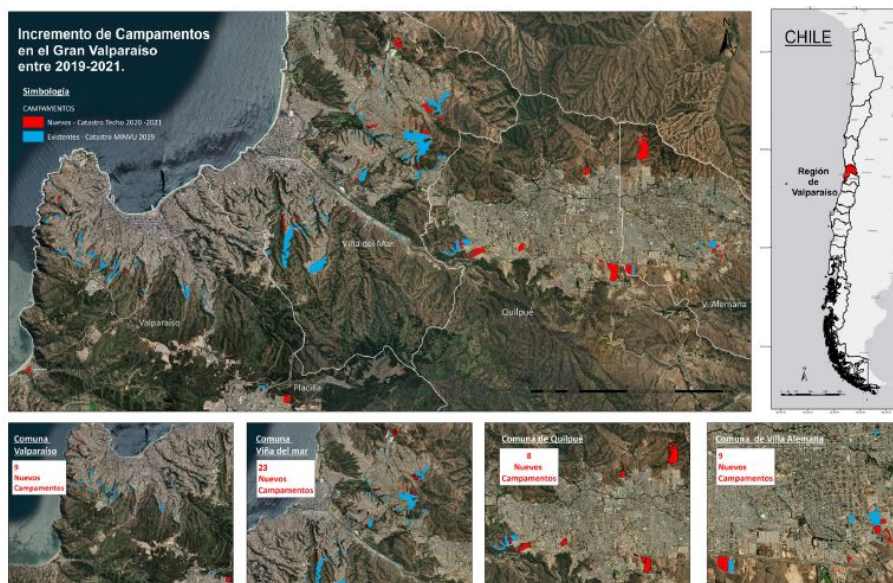 Incremento de Campamentos
en el Gran Valparaíso
entre 2019-2021.
Simbología
CAMPAMENTOS
Nuevos - Catastro Techo 2020 -2021
Existentes - Catastro MINVU 2019
N
Viña del Mar
Valparaíso
Quilpué
V. Alemana
Placilla
CHILE
Región
de
Valparaíso
N
Comuna
Valparaíso
9
Nuevos
Campamentos
Comuna
Viña del mar
23
Nuevos
Campamentos
Comuna de Quilpuè
8
Nuevos
Campamentos
Comuna de Villa Alemana
9
Nuevos
Campamentos